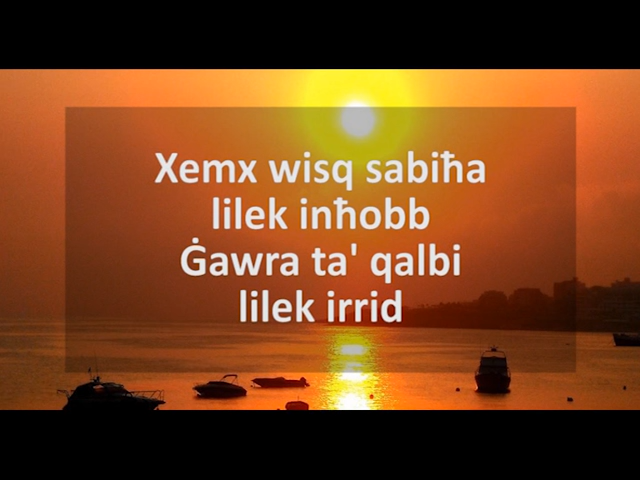 Xemx wisq sabiħa
lilek inħobb
Ġawra ta' qalbi
lilek irrid